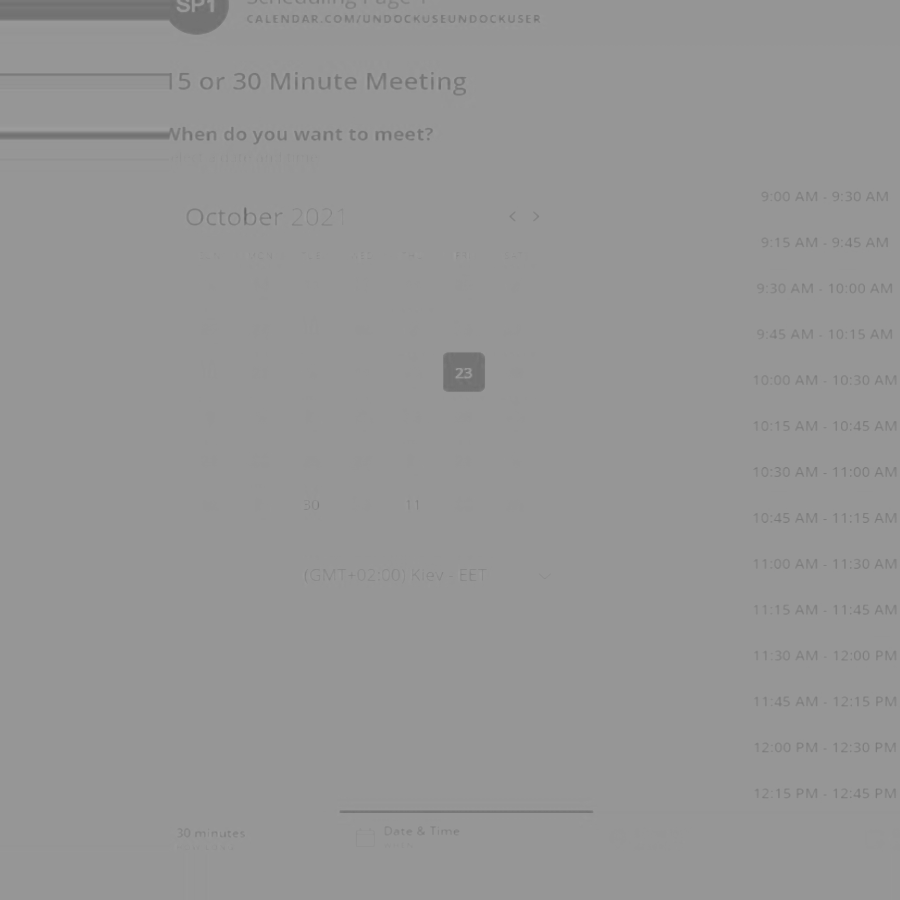 SP1
Scheduling Page 1
CALENDAR.COM/UNDOCKUSEUNDOCKUSER
15 or 30 Minute Meeting
When do you want to meet?
October 2021
23
30 11
(GMT+02:00) Kiev - EET
9:00 AM - 9:30 AM
9:15 AM - 9:45 AM
9:30 AM - 10:00 AM
9:45 AM - 10:15 AM
10:00 AM - 10:30 AM
10:15 AM - 10:45 AM
10:30 AM - 11:00 AM
10:45 AM - 11:15 AM
11:00 AM - 11:30 AM
11:15 AM - 11:45 AM
11:30 AM - 12:00 PM
11:45 AM - 12:15 PM
12:00 PM - 12:30 PM
12:15 PM - 12:45 PM
30 minutes
Date & Time